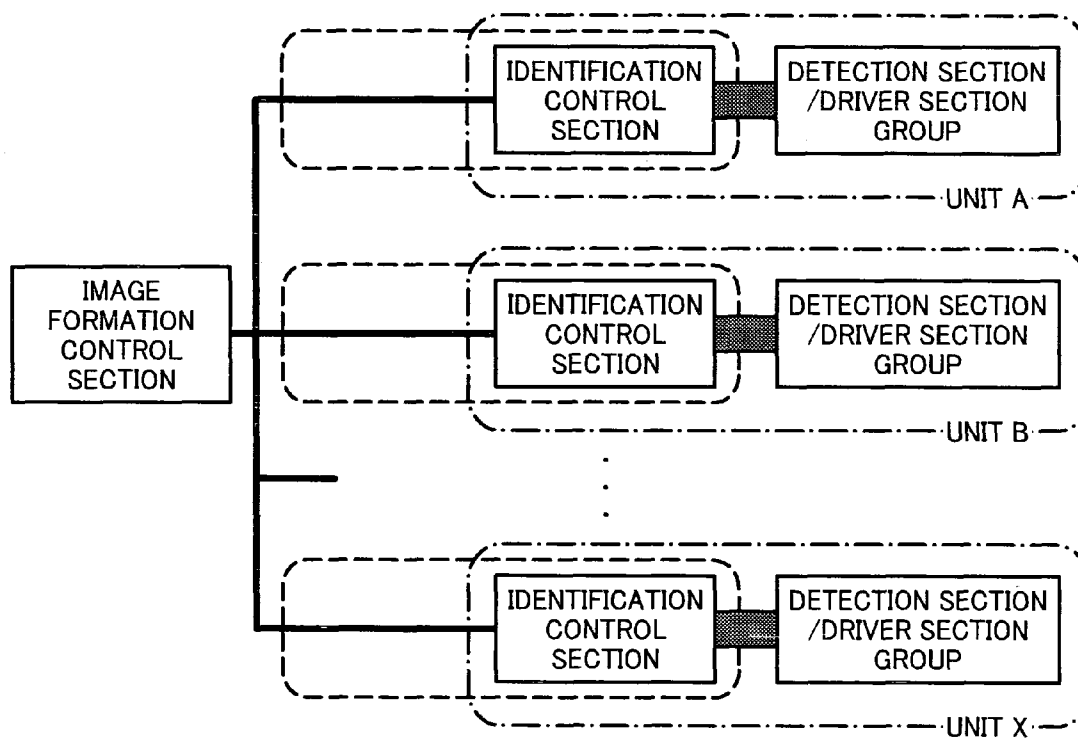 IDENTIFICATION
CONTROL
SECTION
DETECTION SECTION
/DRIVER SECTION
GROUP
UNIT A
IMAGE
FORMATION
CONTROL
SECTION
IDENTIFICATION
CONTROL
SECTION
DETECTION SECTION
/DRIVER SECTION
GROUP
UNIT B
IDENTIFICATION
CONTROL
SECTION
DETECTION SECTION
/DRIVER SECTION
GROUP
UNIT X